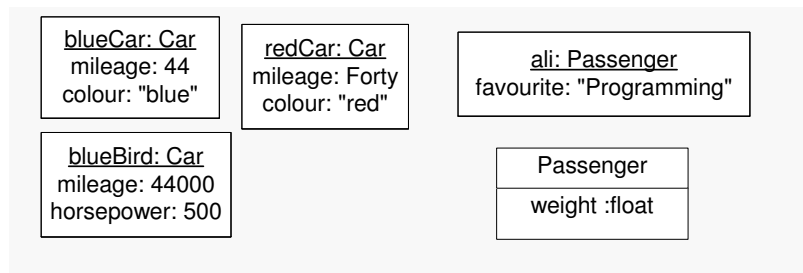 blueCar: Car
mileage: 44
colour: "blue"
redCar: Car
mileage: Forty
colour: "red"
ali: Passenger
favourite: "Programming"
blueBird: Car
mileage: 44000
horsepower: 500
Passenger
weight :float